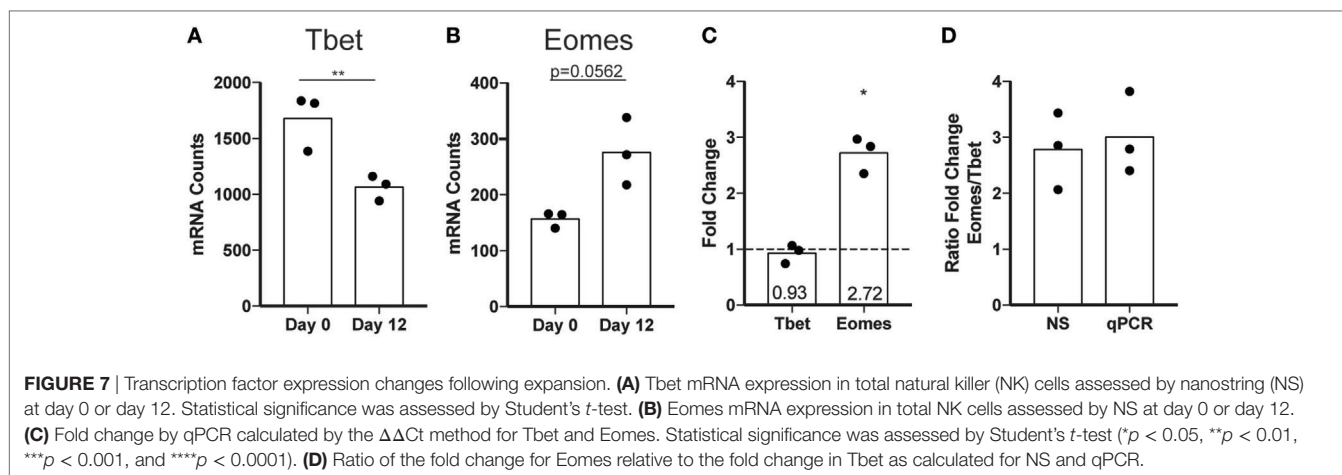 A Tbet
**
2000
1500
1000
500
0
mRNA Counts
Day 0 Day 12
B Eomes
p=0.0562
400
300
200
100
0
mRNA Counts
Day 0 Day 12
C
*
4
3
2
1
0
Fold Change
0.93 2.72
Tbet Eomes
D
4
3
2
1
0
Ratio Fold Change
Eomes/Tbet
NS qPCR
FIGURE 7 | Transcription factor expression changes following expansion. (A) Tbet mRNA expression in total natural killer (NK) cells assessed by nanostring (NS)
at day 0 or day 12. Statistical significance was assessed by Student's t-test. (B) Eomes mRNA expression in total NK cells assessed by NS at day 0 or day 12.
(C) Fold change by qPCR calculated by the ΔΔCt method for Tbet and Eomes. Statistical significance was assessed by Student's t-test (*p < 0.05, **p < 0.01,
***p < 0.001, and ****p < 0.0001). (D) Ratio of the fold change for Eomes relative to the fold change in Tbet as calculated for NS and qPCR.